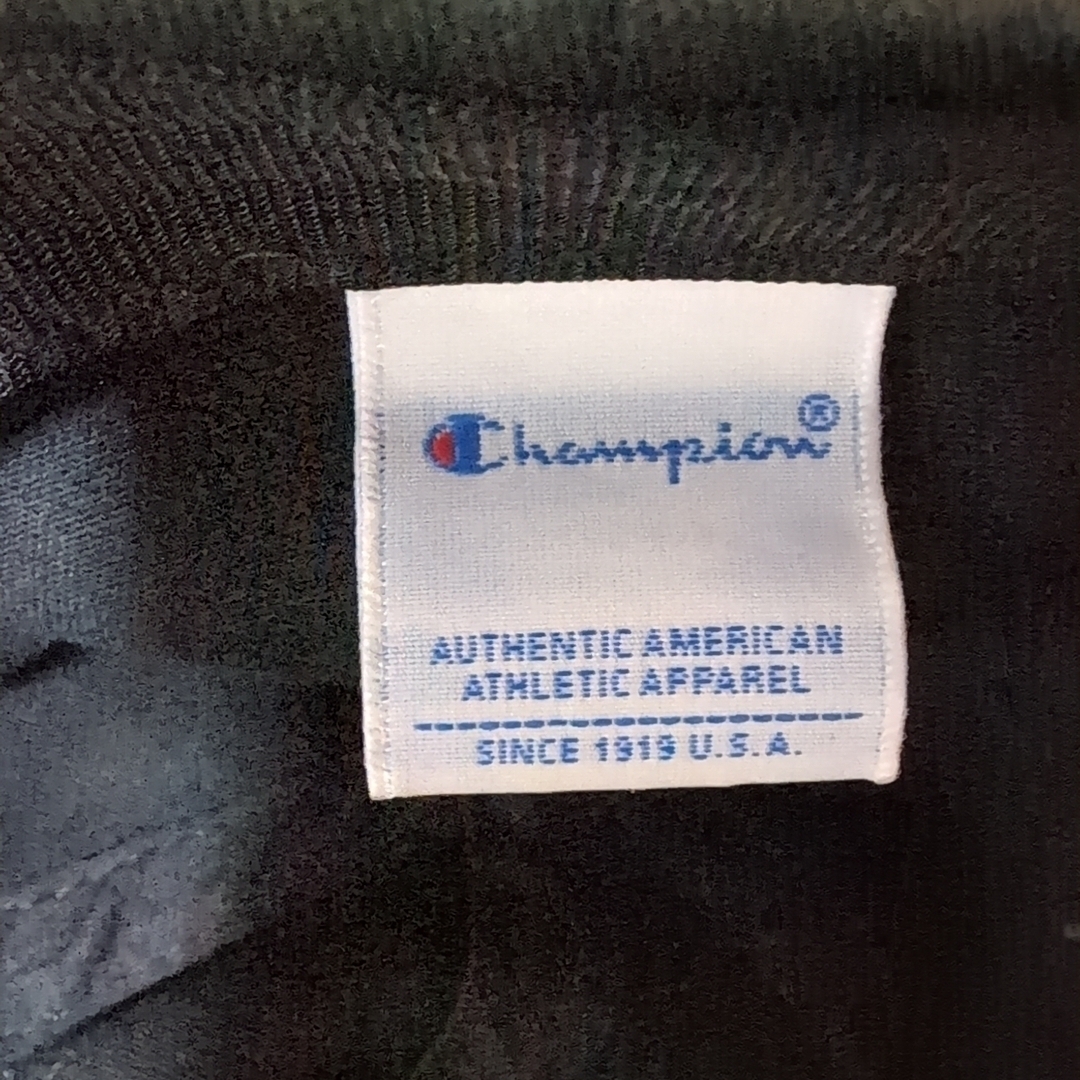 Champion®
AUTHENTIC AMERICAN
ATHLETIC APPAREL
SINCE 1919 U.S.A.